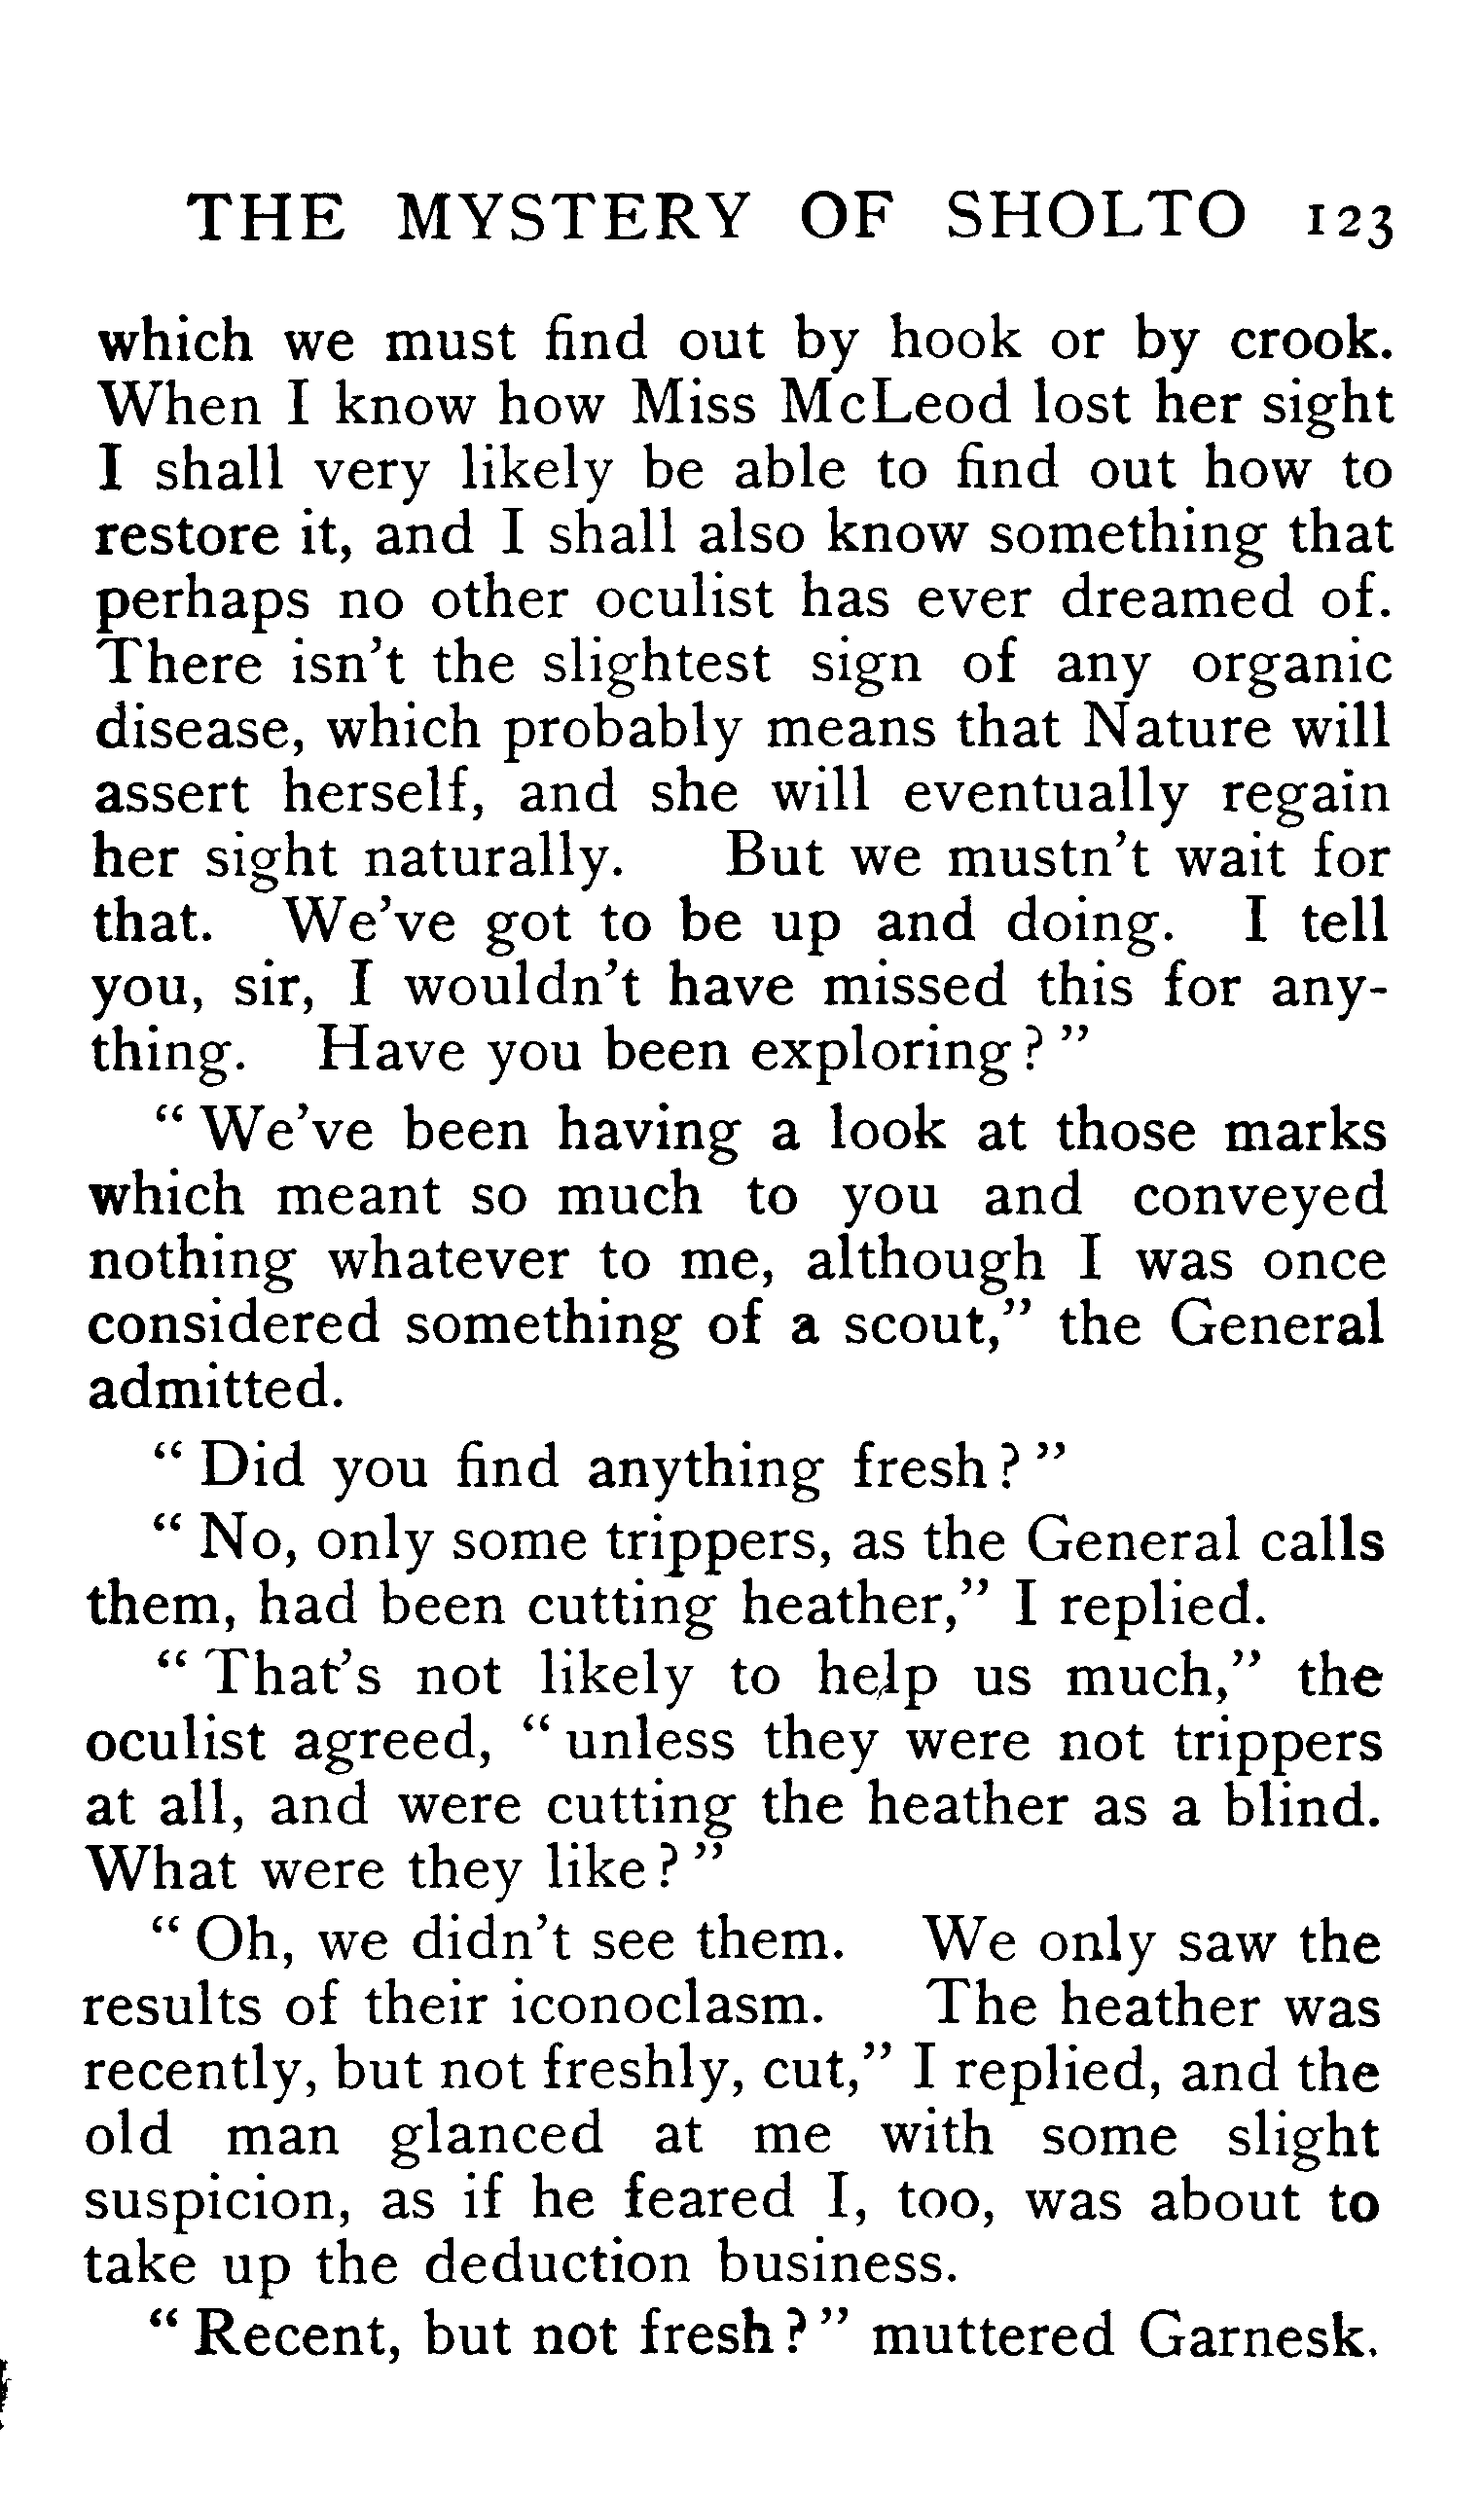 THE MYSTERY OF SHOLTO 123
which we must find out by hook or by crook.
When I know how Miss McLeod lost her sight
I shall very likely be able to find out how to
restore it, and I shall also know something that
perhaps no other oculist has ever dreamed of.
There isn't the slightest sign of any organic
disease, which probably means that Nature will
assert herself, and she will eventually regain
her sight naturally. But we mustn't wait for
that. We've got to be up and doing. I tell
you, sir, I wouldn't have missed this for any-
thing. Have you been exploring?"
"We've been having a look at those marks
which meant so much to you and conveyed
nothing whatever to me, although I was once
considered something of a scout," the General
admitted.
"Did you find anything fresh?"
"No, only some trippers, as the General calls
them, had been cutting heather," I replied.
"That's not likely to help us much," the
oculist agreed, "unless they were not trippers
at all, and were cutting the heather as a blind.
What were they like?"
"Oh, we didn't see them. We only saw the
results of their iconoclasm. The heather was
recently, but not freshly, cut," I replied, and the
old man glanced at me with some slight
suspicion, as if he feared I, too, was about to
take up the deduction business.
"Recent, but not fresh?" muttered Garnesk.